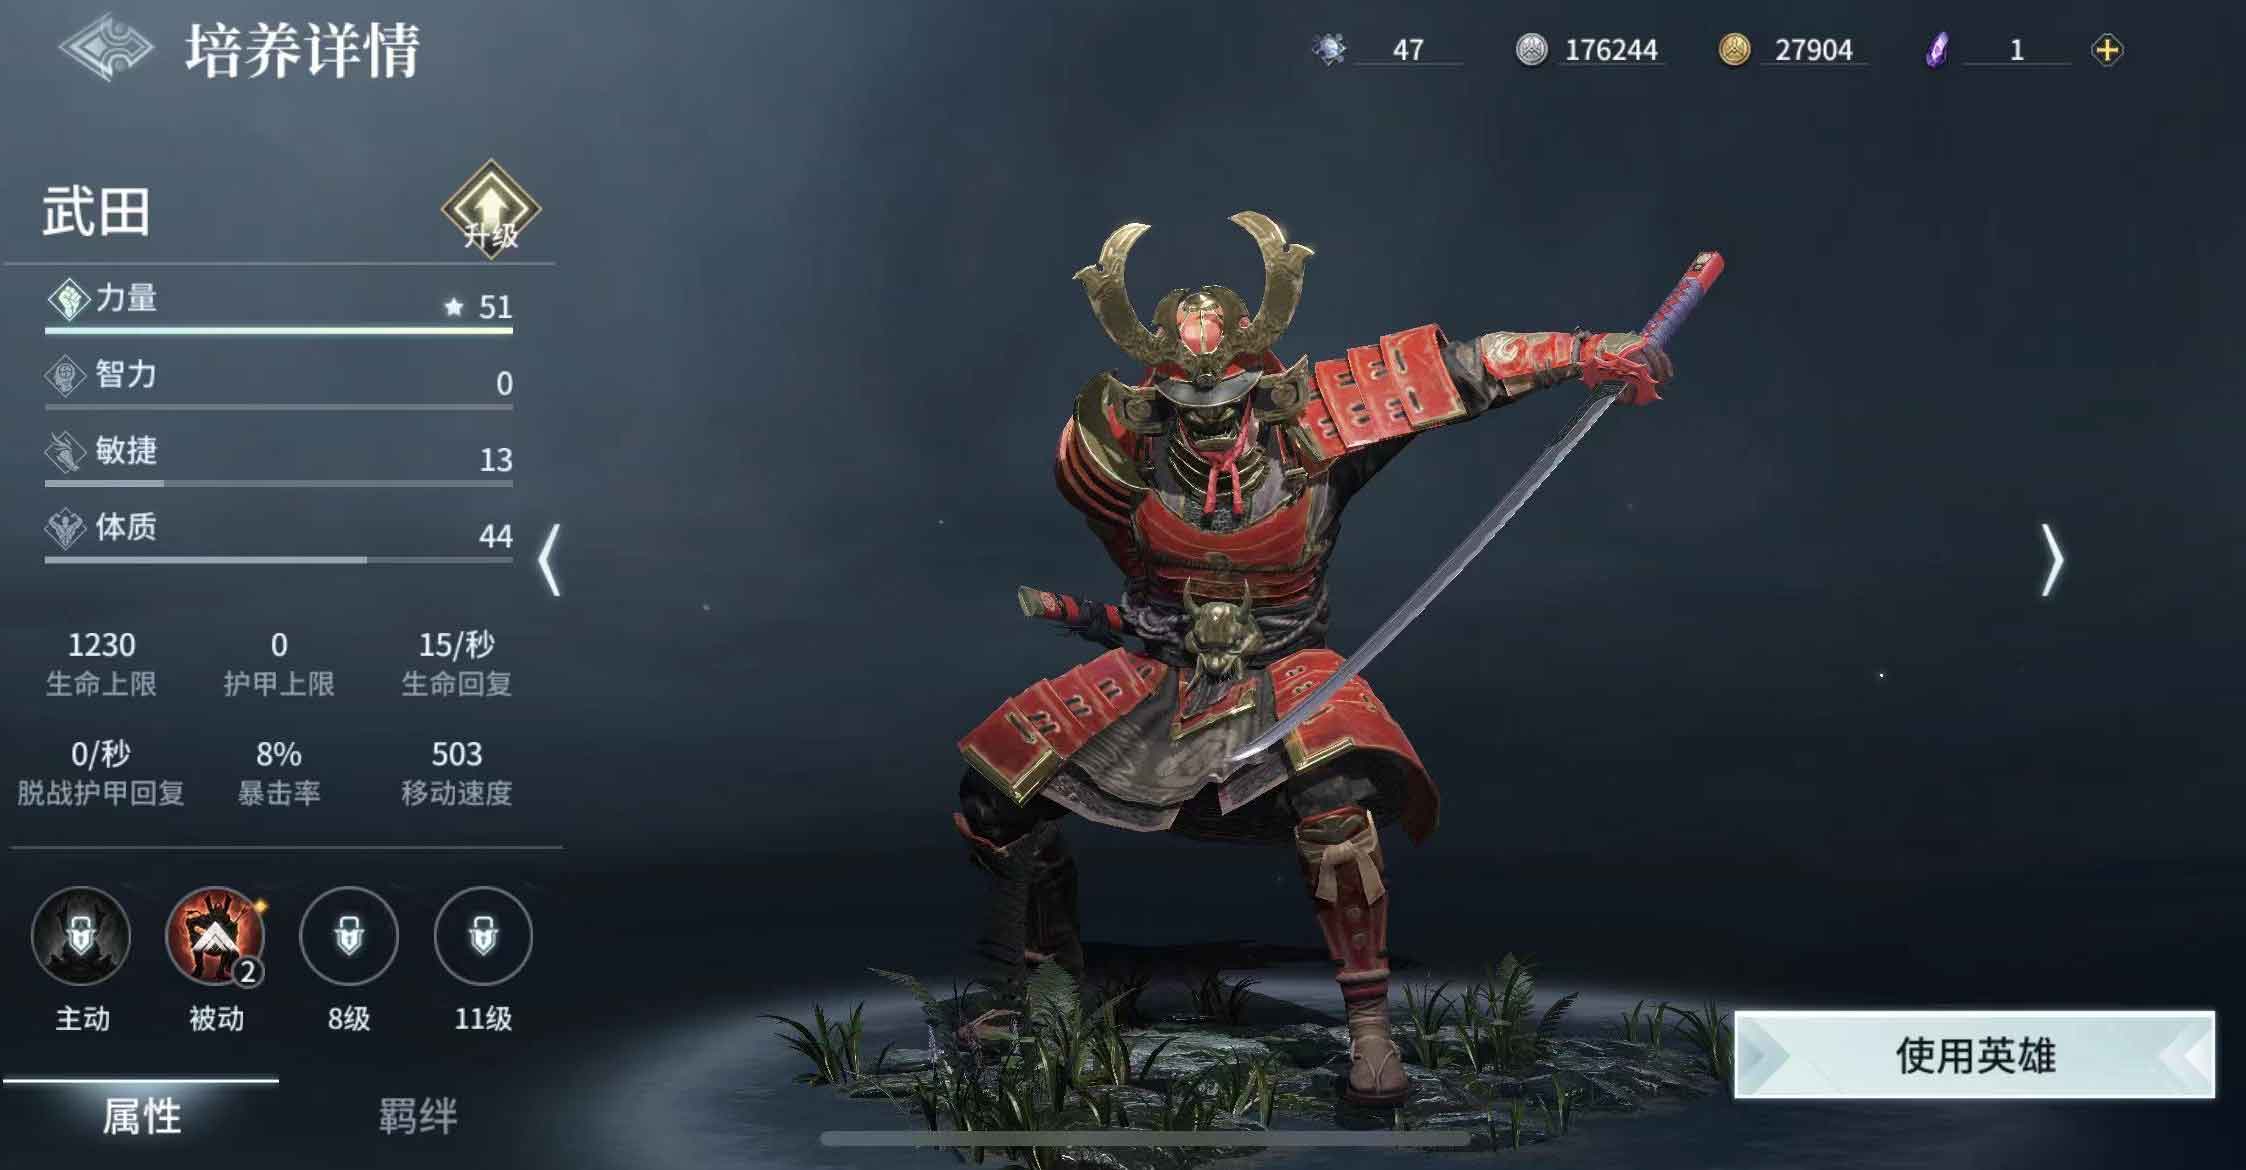 培养详情
47 176244 27904 1
武田
升级
力量 51
智力 0
敏捷 13
体质 44
1230 0 15/秒
生命上限 护甲上限 生命回复
0/秒 8% 503
脱战护甲回复 暴击率 移动速度
2
主动 被动 8级 11级
使用英雄
属性 羁绊